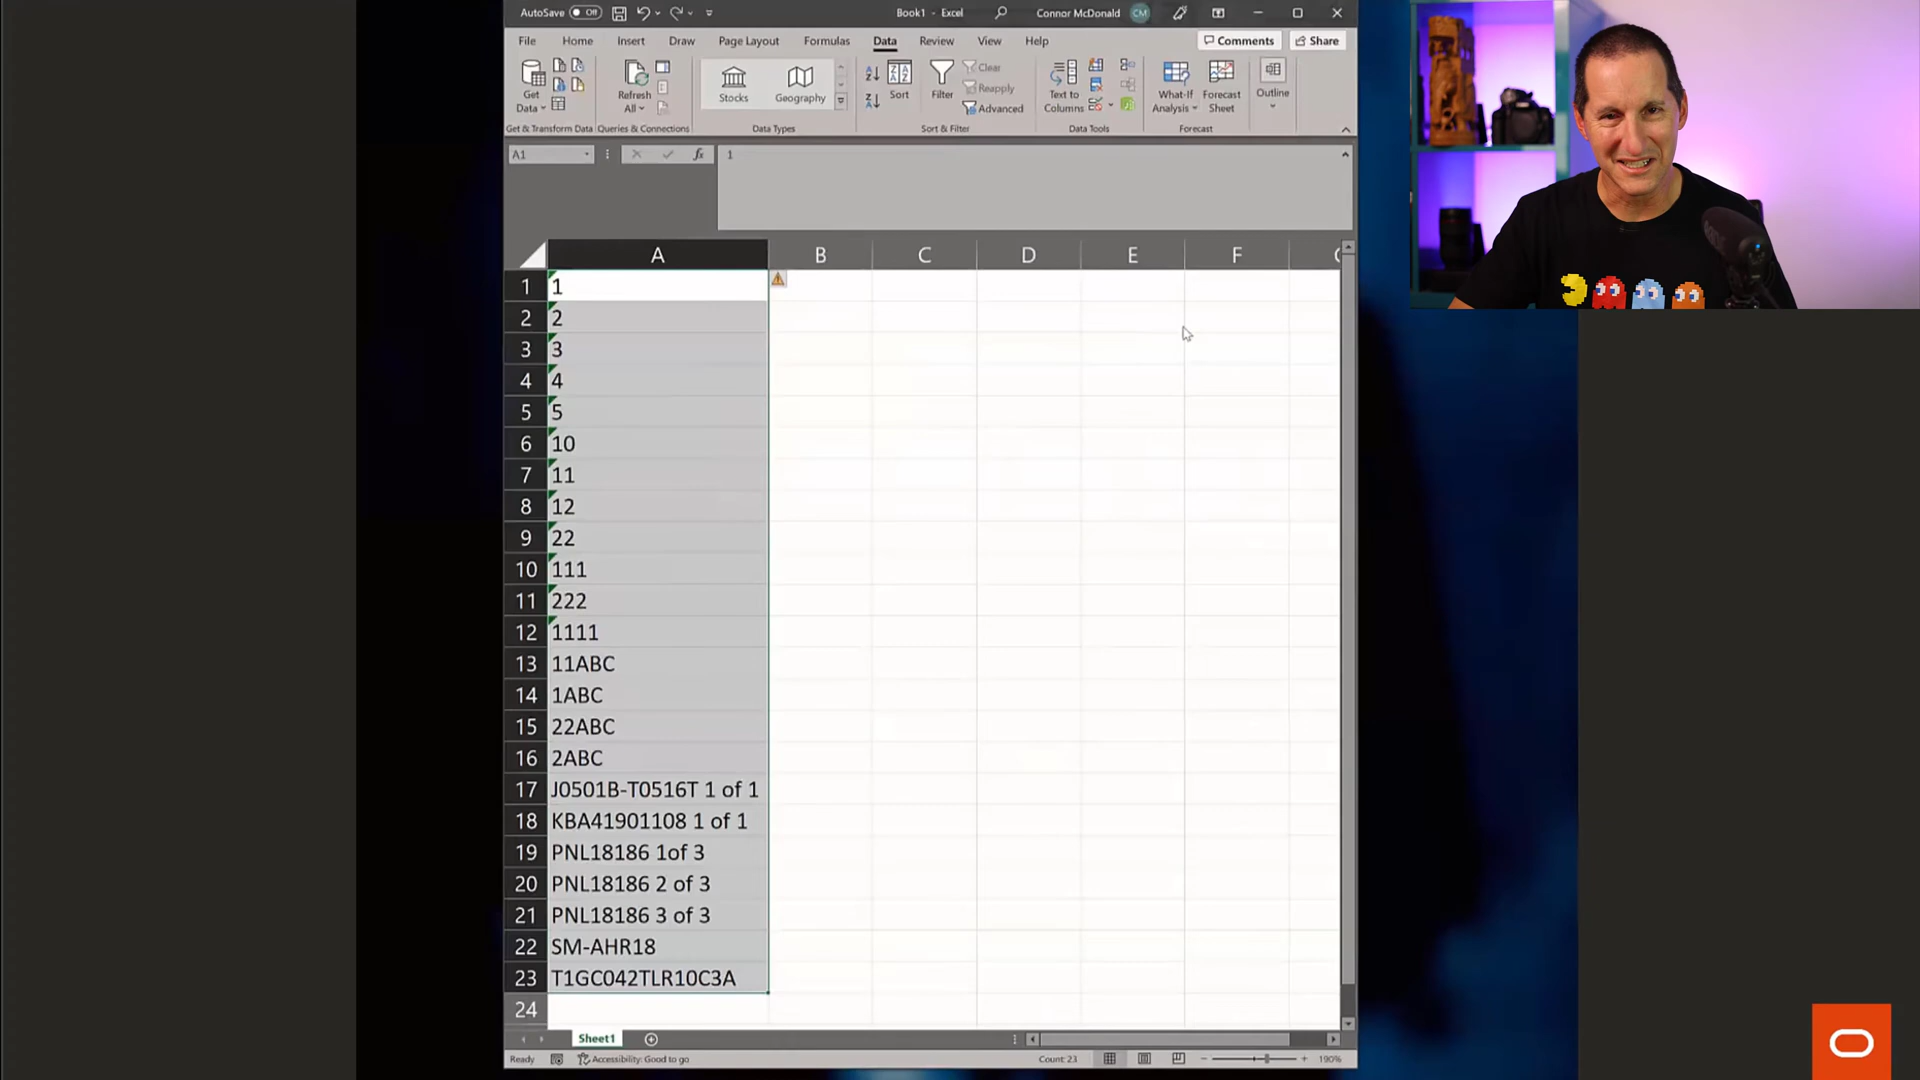 AutoSave Off Book1 - Excel Connor McDonald CM
File Home Insert Draw Page Layout Formulas Data Review View Help Comments Share
Get Data
Refresh All
Stocks
Geography
Sort
Filter
Clear
Reapply
Advanced
Text to Columns
What-If Analysis
Forecast Sheet
Outline
Get & Transform Data Queries & Connections Data Types Sort & Filter Data Tools Forecast
A1 fx 1
A B C D E F
1 1
2 2
3 3
4 4
5 5
6 10
7 11
8 12
9 22
10 111
11 222
12 1111
13 11ABC
14 1ABC
15 22ABC
16 2ABC
17 J0501B-T0516T 1 of 1
18 KBA41901108 1 of 1
19 PNL18186 1of 3
20 PNL18186 2 of 3
21 PNL18186 3 of 3
22 SM-AHR18
23 T1GC042TLR10C3A
24
Sheet1
Ready Accessibility: Good to go Count: 23 190%